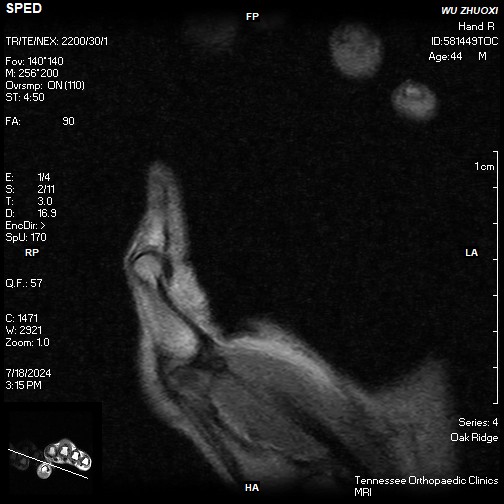 SPED
FP
WU ZHUOXI
Hand R
TR/TE/NEX: 2200/30/1
ID:581449TOC
Fov: 140*140
Age:44 M
M: 256*200
Ovrsmp: ON (110)
ST: 4:50
FA: 90
1cm
E: 1/4
S: 2/11
T: 3.0
D: 16.9
EncDir: >
SpU: 170
RP
LA
Q.F.: 57
C: 1471
W: 2921
Zoom: 1.0
7/18/2024
3:15 PM
Series: 4
Oak Ridge
HA
Tennessee Orthopaedic Clinics
MRI